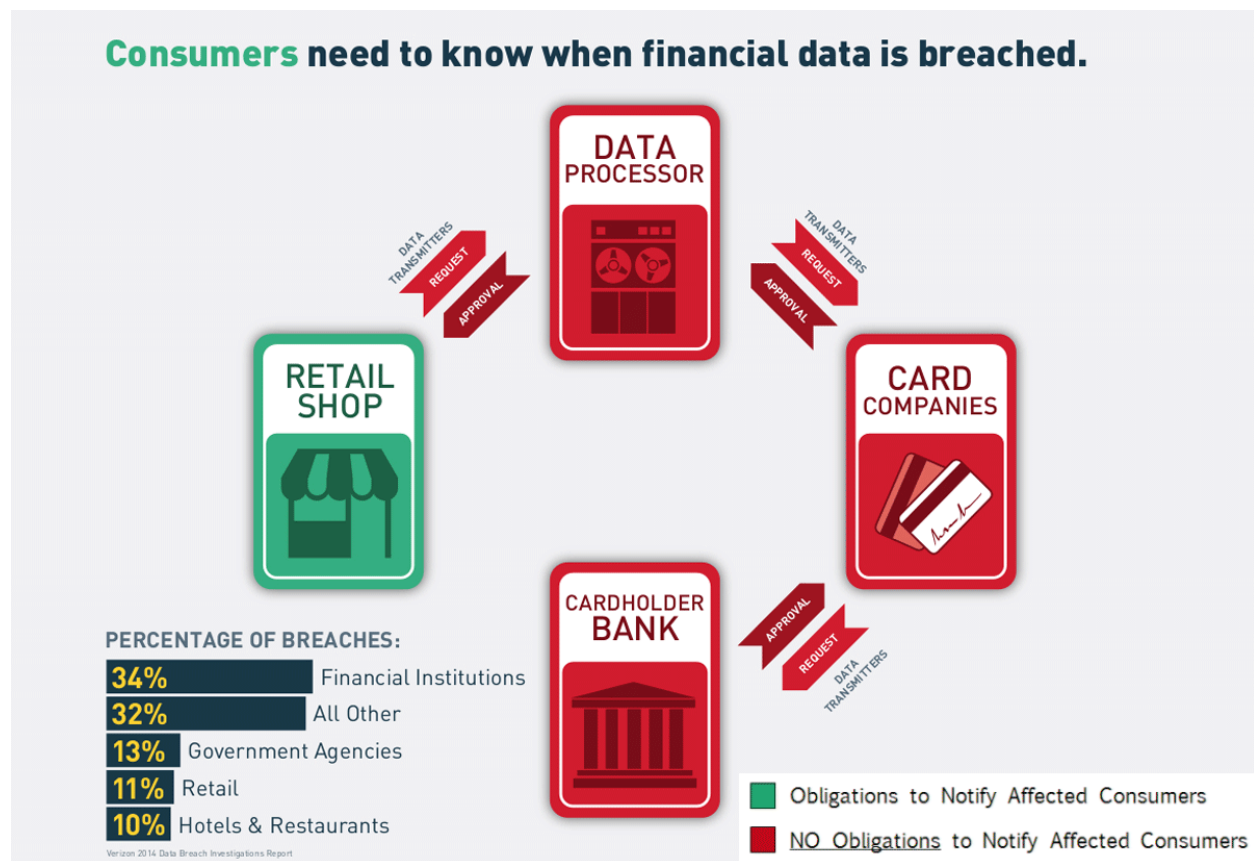 Consumers need to know when financial data is breached.
DATA
PROCESSOR
DATA
TRANSMITTERS
REQUEST
APPROVAL
DATA
TRANSMITTERS
REQUEST
APPROVAL
RETAIL
SHOP
CARD
COMPANIES
CARDHOLDER
BANK
APPROVAL
REQUEST
DATA
TRANSMITTERS
PERCENTAGE OF BREACHES:
34% Financial Institutions
32% All Other
13% Government Agencies
11% Retail
10% Hotels & Restaurants
Verizon 2014 Data Breach Investigations Report
Obligations to Notify Affected Consumers
NO Obligations to Notify Affected Consumers